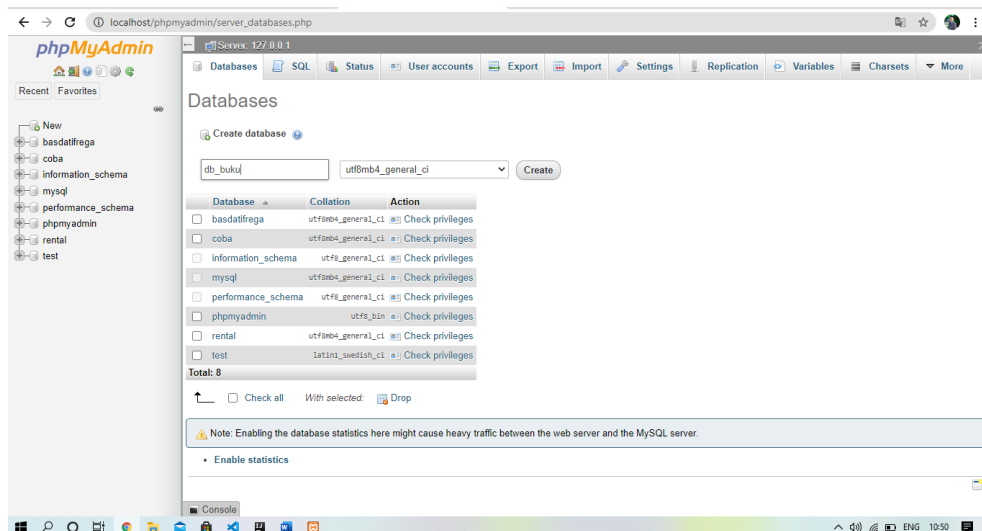 localhost/phpmyadmin/server_databases.php
phpMyAdmin
Recent Favorites
New
basdatifrega
coba
information_schema
mysql
performance_schema
phpmyadmin
rental
test
Server: 127.0.0.1
Databases SQL Status User accounts Export Import Settings Replication Variables Charsets More
Databases
Create database
db_buku utf8mb4_general_ci Create
Database Collation Action
basdatifrega utf8mb4_general_ci Check privileges
coba utf8mb4_general_ci Check privileges
information_schema utf8_general_ci Check privileges
mysql utf8mb4_general_ci Check privileges
performance_schema utf8_general_ci Check privileges
phpmyadmin utf8_bin Check privileges
rental utf8mb4_general_ci Check privileges
test latin1_swedish_ci Check privileges
Total: 8
Check all With selected: Drop
Note: Enabling the database statistics here might cause heavy traffic between the web server and the MySQL server.
• Enable statistics
Console
ENG 10:50